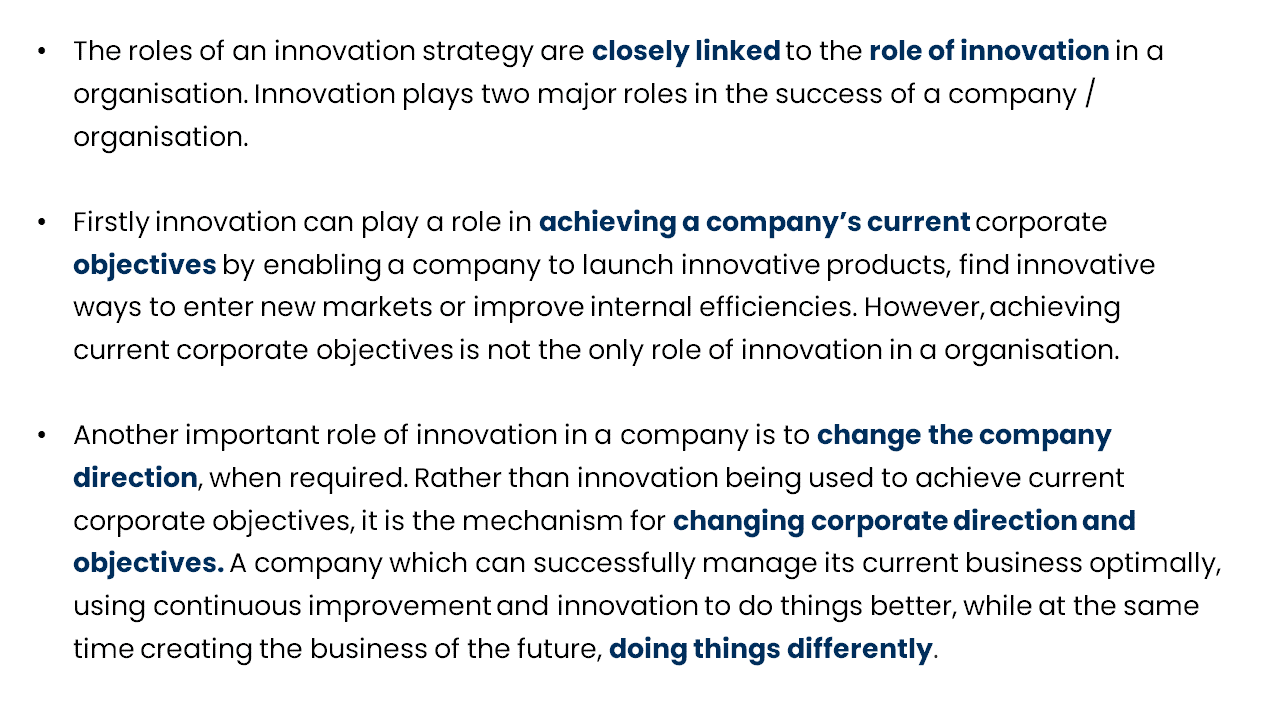 • The roles of an innovation strategy are closely linked to the role of innovation in a
organisation. Innovation plays two major roles in the success of a company /
organisation.
• Firstly innovation can play a role in achieving a company’s current corporate
objectives by enabling a company to launch innovative products, find innovative
ways to enter new markets or improve internal efficiencies. However, achieving
current corporate objectives is not the only role of innovation in a organisation.
• Another important role of innovation in a company is to change the company
direction, when required. Rather than innovation being used to achieve current
corporate objectives, it is the mechanism for changing corporate direction and
objectives. A company which can successfully manage its current business optimally,
using continuous improvement and innovation to do things better, while at the same
time creating the business of the future, doing things differently.